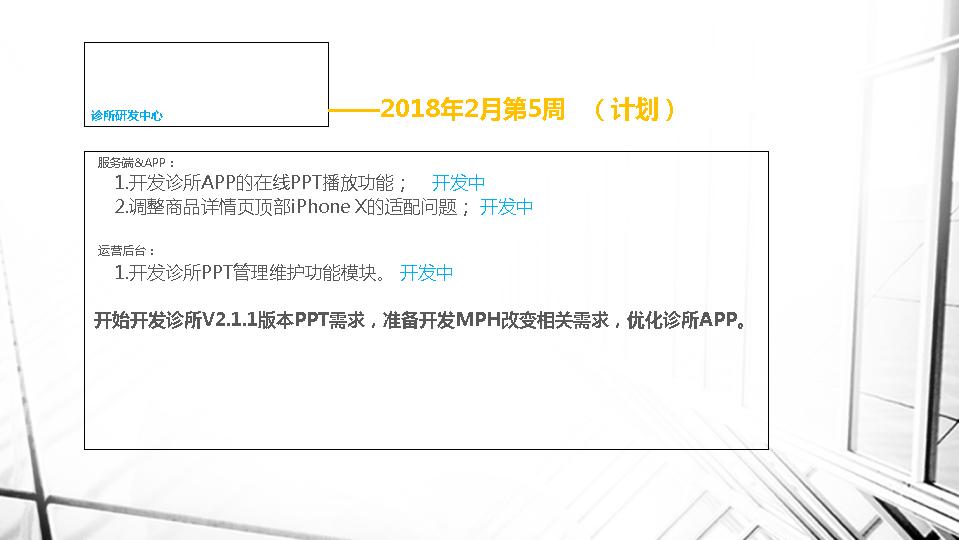 诊所研发中心
——2018年2月第5周 （计划）
服务端&APP：
1.开发诊所APP的在线PPT播放功能； 开发中
2.调整商品详情页顶部iPhone X的适配问题； 开发中
运营后台：
1.开发诊所PPT管理维护功能模块。 开发中
开始开发诊所V2.1.1版本PPT需求，准备开发MPH改变相关需求，优化诊所APP。